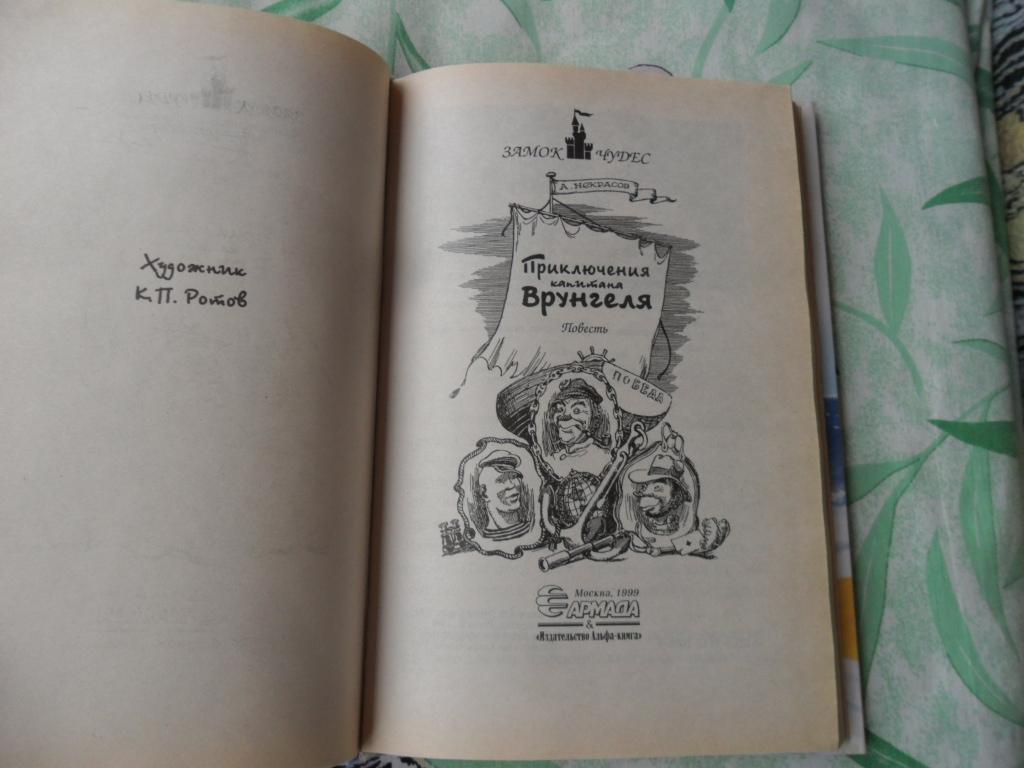 Художник
К.П. Ротов
ЗАМОК ЧУДЕС
А. НЕКРАСОВ
Приключения
капитана
Врунгеля
Повесть
ПОБЕДА
Москва, 1999
АРМАДА
&
«Издательство Альфа-книга»